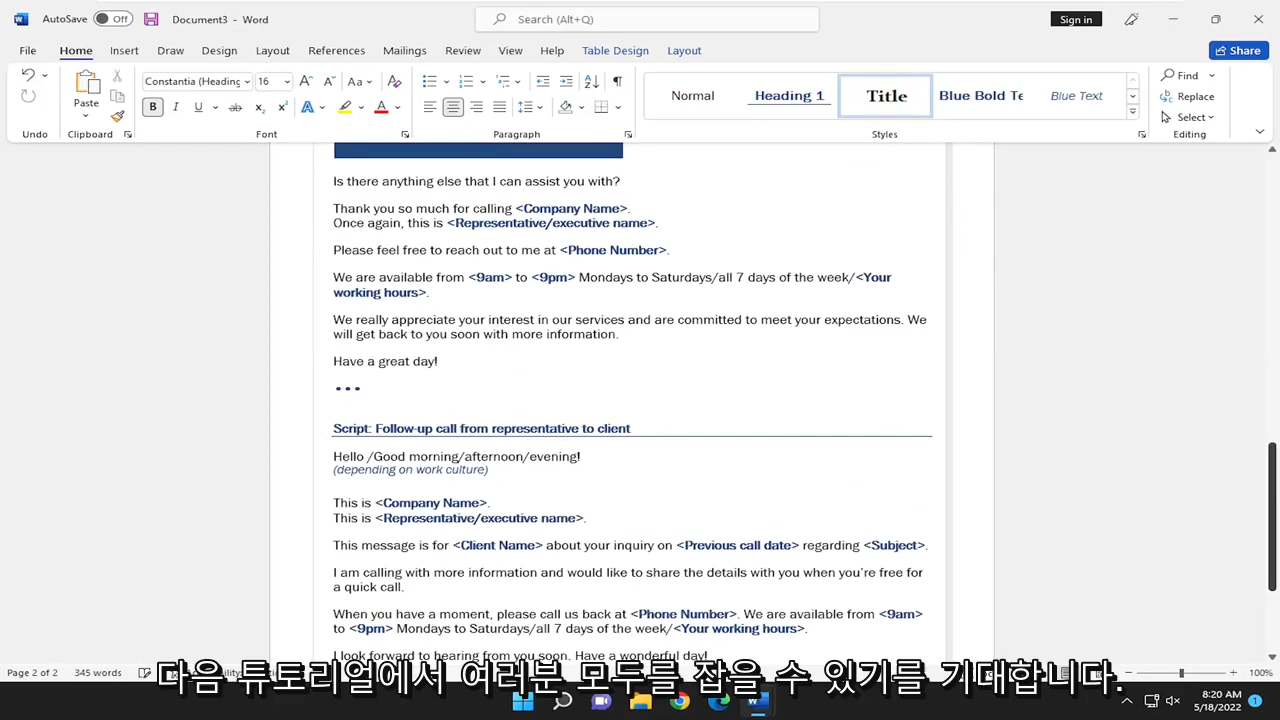 AutoSave Off Document3 - Word Search (Alt+Q) Sign in
File Home Insert Draw Design Layout References Mailings Review View Help Table Design Layout Share
Constantia (Heading 16 Aa Normal Heading 1 Title Blue Bold Te Blue Text Find
Paste Replace
Select
Undo Clipboard Font Paragraph Styles Editing
Is there anything else that I can assist you with?
Thank you so much for calling <Company Name>.
Once again, this is <Representative/executive name>.
Please feel free to reach out to me at <Phone Number>.
We are available from <9am> to <9pm> Mondays to Saturdays/all 7 days of the week/<Your
working hours>.
We really appreciate your interest in our services and are committed to meet your expectations. We
will get back to you soon with more information.
Have a great day!
• • •
Script: Follow-up call from representative to client
Hello /Good morning/afternoon/evening!
(depending on work culture)
This is <Company Name>.
This is <Representative/executive name>.
This message is for <Client Name> about your inquiry on <Previous call date> regarding <Subject>.
I am calling with more information and would like to share the details with you when you're free for
a quick call.
When you have a moment, please call us back at <Phone Number>. We are available from <9am>
to <9pm> Mondays to Saturdays/all 7 days of the week/<Your working hours>.
I look forward to hearing from you soon. Have a wonderful day!
Page 2 of 2 345 words 100%
다음 튜토리얼에서 여러분 모두를 잡을 수 있기를 기대합니다.
8:20 AM
5/18/2022